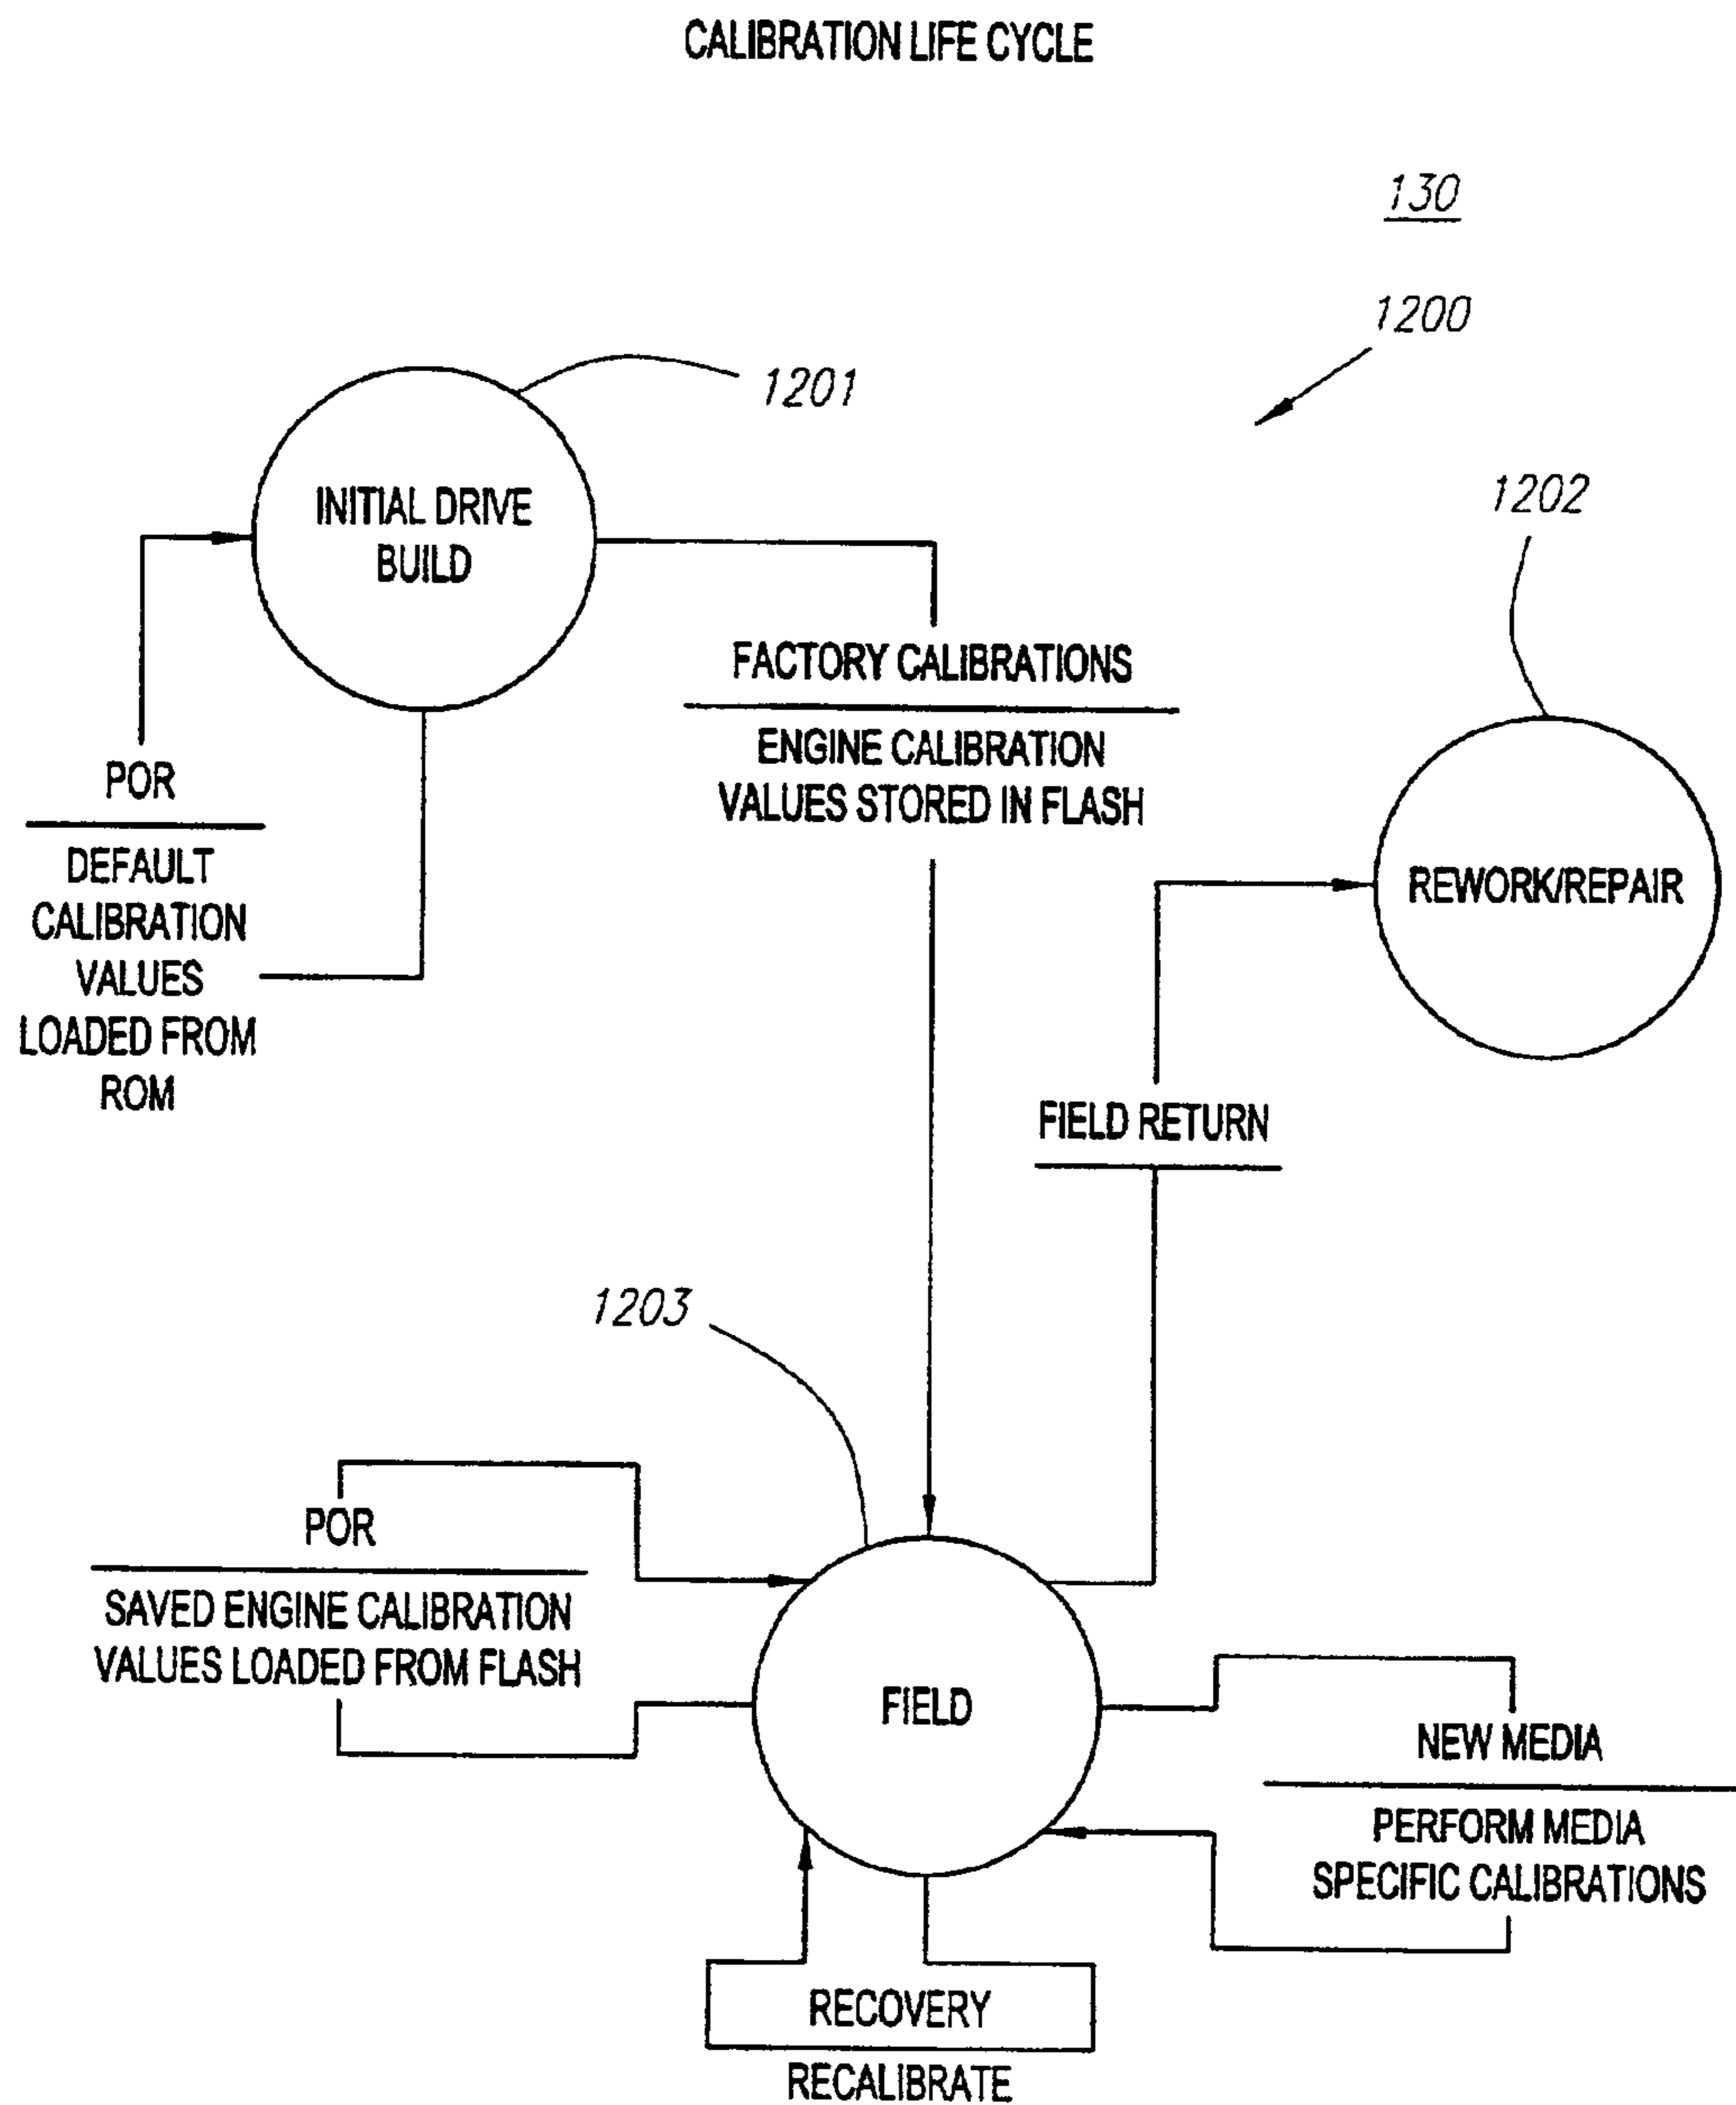 CALIBRATION LIFE CYCLE
130
1200
1201
INITIAL DRIVE
BUILD
1202
FACTORY CALIBRATIONS
ENGINE CALIBRATION
VALUES STORED IN FLASH
POR
DEFAULT
CALIBRATION
VALUES
LOADED FROM
ROM
REWORK/REPAIR
FIELD RETURN
1203
POR
SAVED ENGINE CALIBRATION
VALUES LOADED FROM FLASH
FIELD
NEW MEDIA
PERFORM MEDIA
SPECIFIC CALIBRATIONS
RECOVERY
RECALIBRATE